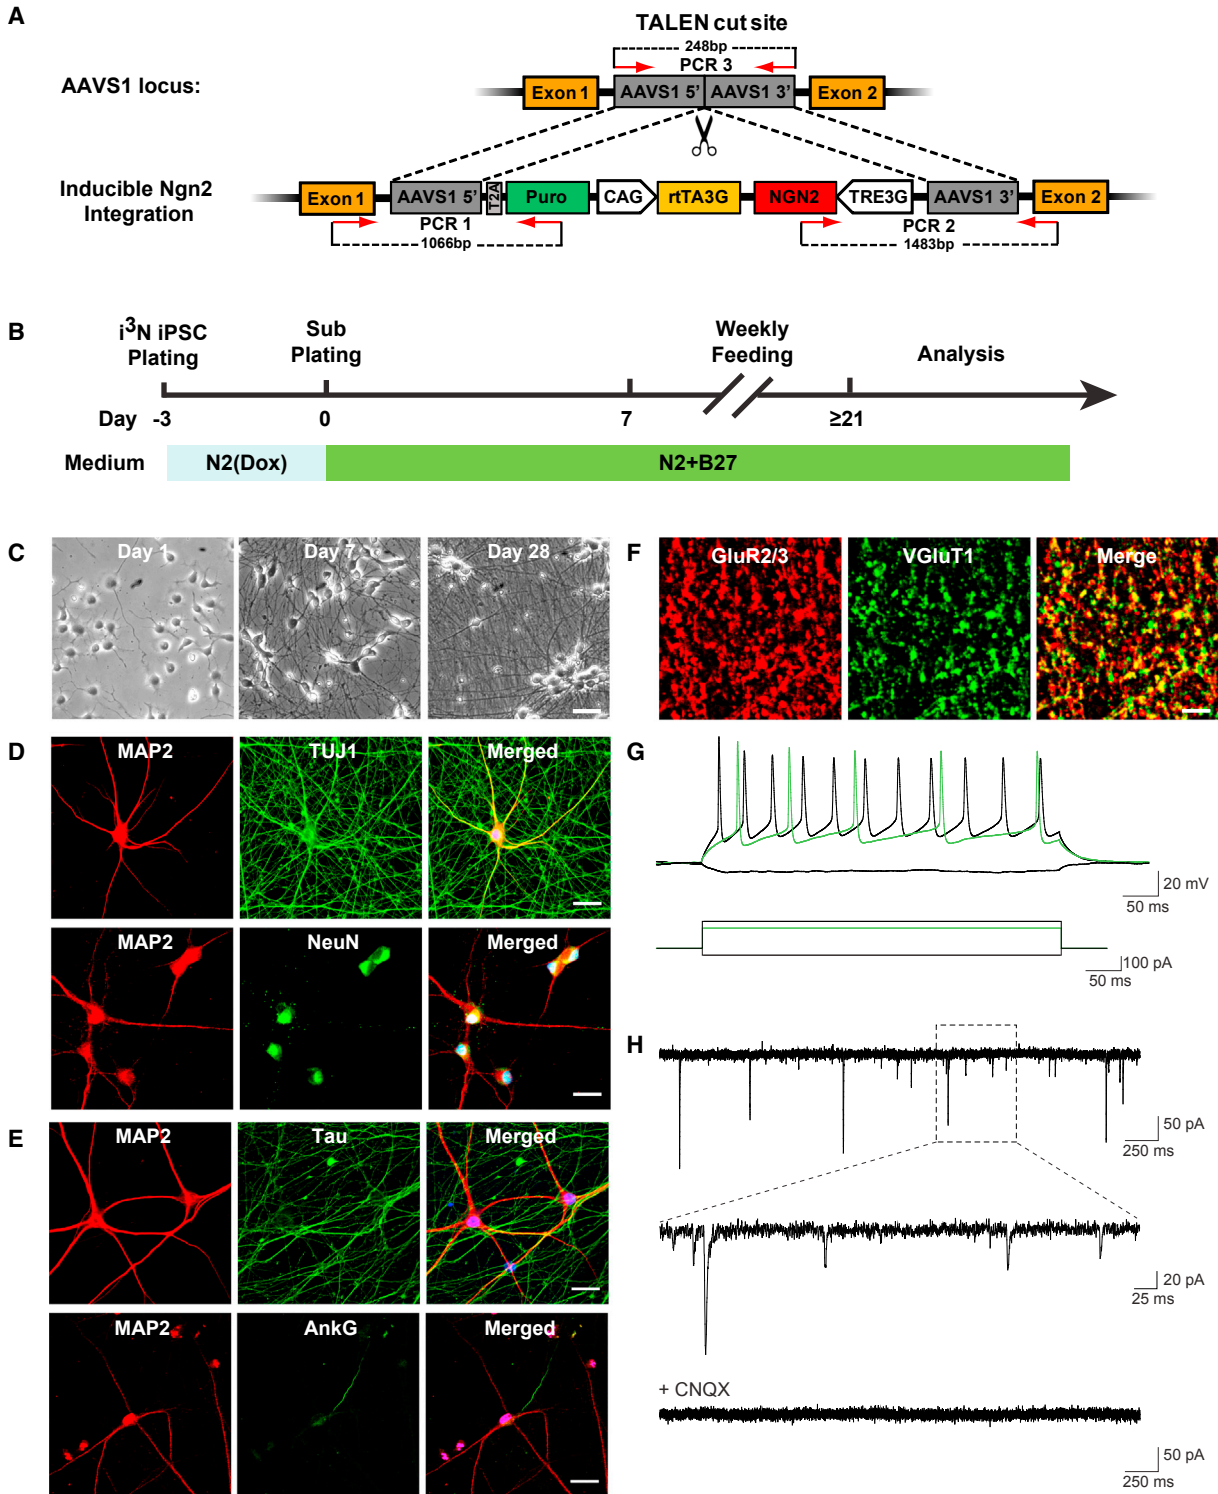 A
TALEN cut site
248bp
PCR 3
AAVS1 locus:
Exon 1
AAVS1 5’
AAVS1 3’
Exon 2
Inducible Ngn2
Integration
Exon 1
AAVS1 5’
T2A
Puro
CAG
rtTA3G
NGN2
TRE3G
AAVS1 3’
Exon 2
PCR 1
1066bp
PCR 2
1483bp
B
i3N iPSC
Plating
Sub
Plating
Weekly
Feeding
Analysis
Day -3 0 7 ≥21
Medium
N2(Dox)
N2+B27
C
Day 1
Day 7
Day 28
D
MAP2
TUJ1
Merged
MAP2
NeuN
Merged
E
MAP2
Tau
Merged
MAP2
AnkG
Merged
F
GluR2/3
VGluT1
Merge
G
20 mV
50 ms
100 pA
50 ms
H
50 pA
250 ms
20 pA
25 ms
+ CNQX
50 pA
250 ms